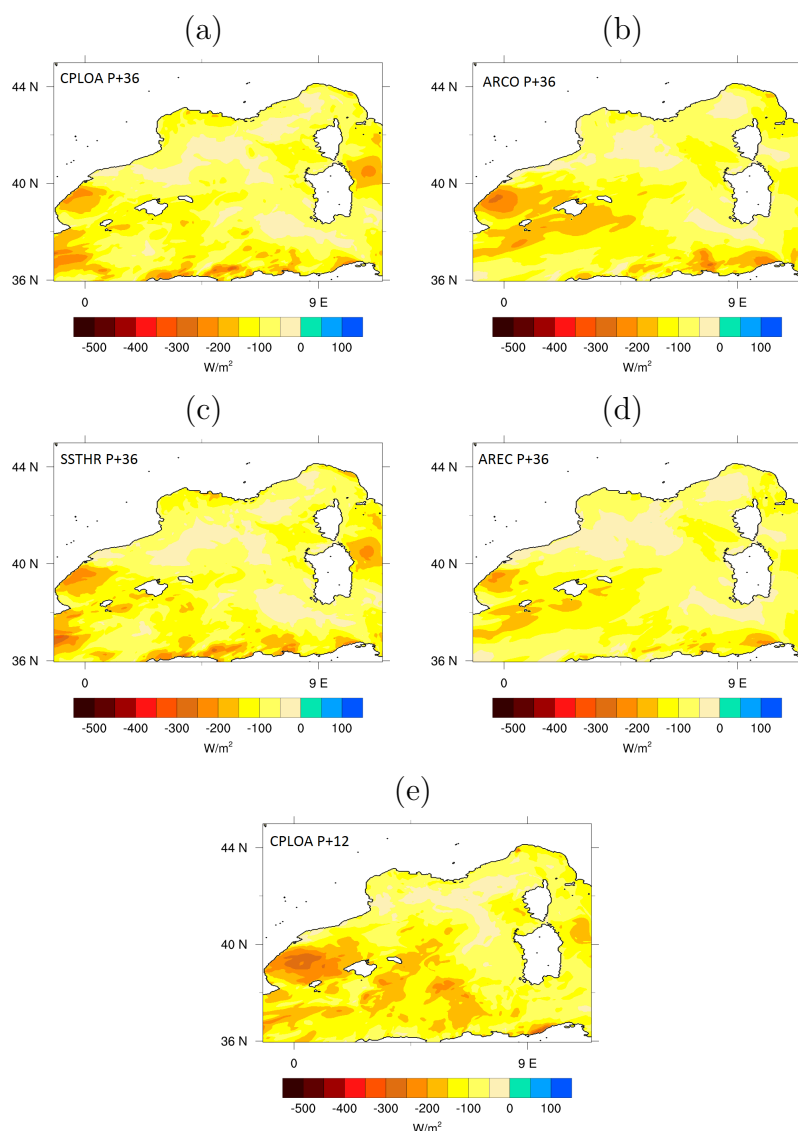 (a) (b)
44 N CPLOA P+36 44 N ARCO P+36
40 N 40 N
36 N 36 N
0 9 E 0 9 E
-500 -400 -300 -200 -100 0 100 -500 -400 -300 -200 -100 0 100
W/m² W/m²
(c) (d)
44 N SSTHR P+36 44 N AREC P+36
40 N 40 N
36 N 36 N
0 9 E 0 9 E
-500 -400 -300 -200 -100 0 100 -500 -400 -300 -200 -100 0 100
W/m² W/m²
(e)
44 N CPLOA P+12
40 N
36 N
0 9 E
-500 -400 -300 -200 -100 0 100
W/m²